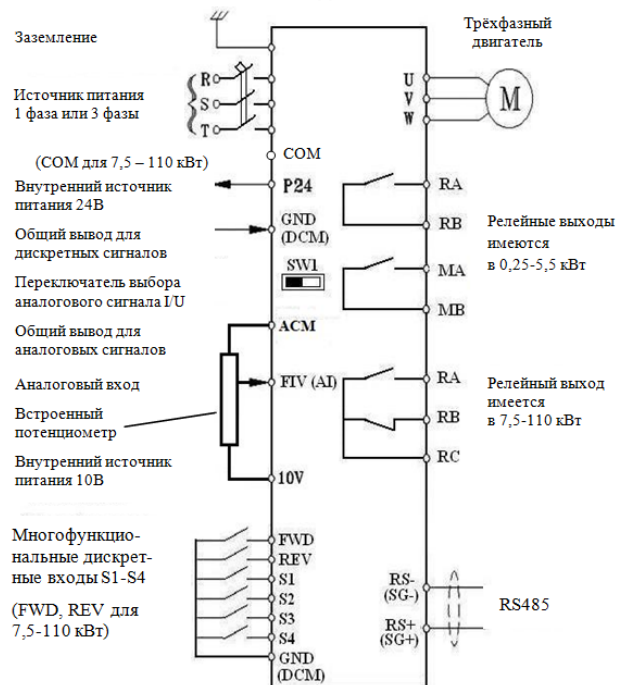 Заземление
Источник питания
1 фаза или 3 фазы
R
S
T
(COM для 7,5 – 110 кВт)
COM
Внутренний источник
питания 24В
P24
Общий вывод для
дискретных сигналов
GND
(DCM)
Переключатель выбора
аналогового сигнала I/U
SW1
Общий вывод для
аналоговых сигналов
ACM
Аналоговый вход
FIV (AI)
Встроенный
потенциометр
Внутренний источник
питания 10В
10V
Многофункцио-
нальные дискрет-
ные входы S1-S4
(FWD, REV для
7,5-110 кВт)
FWD
REV
S1
S2
S3
S4
GND
(DCM)
Трёхфазный
двигатель
U
V
W
M
RA
RB
MA
MB
Релейные выходы
имеются
в 0,25-5,5 кВт
RA
RB
RC
Релейный выход
имеется
в 7,5-110 кВт
RS-
(SG-)
RS+
(SG+)
RS485